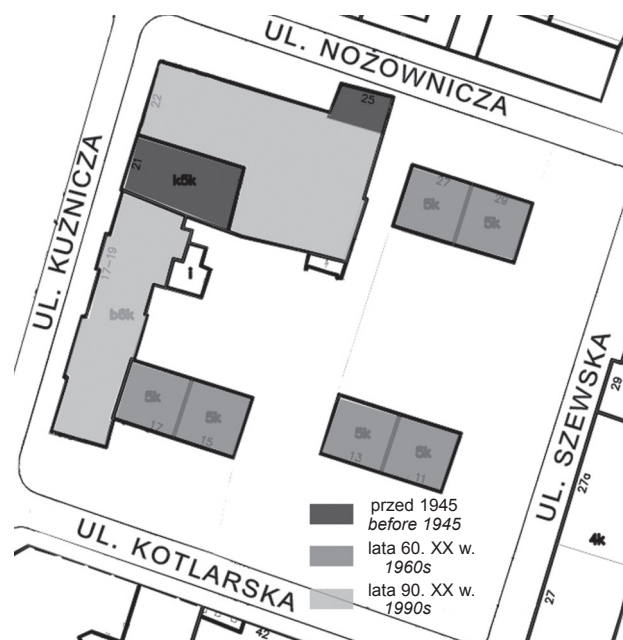 UL. NOŻOWNICZA
22
25
21
k5k
27
29
5k
5k
UL. KUŹNICZA
17-19
1
b6k
5k
5k
17
15
5k
5k
13
11
UL. SZEWSKA
29
27a
4k
27
UL. KOTLARSKA
42
przed 1945
before 1945
lata 60. XX w.
1960s
lata 90. XX w.
1990s